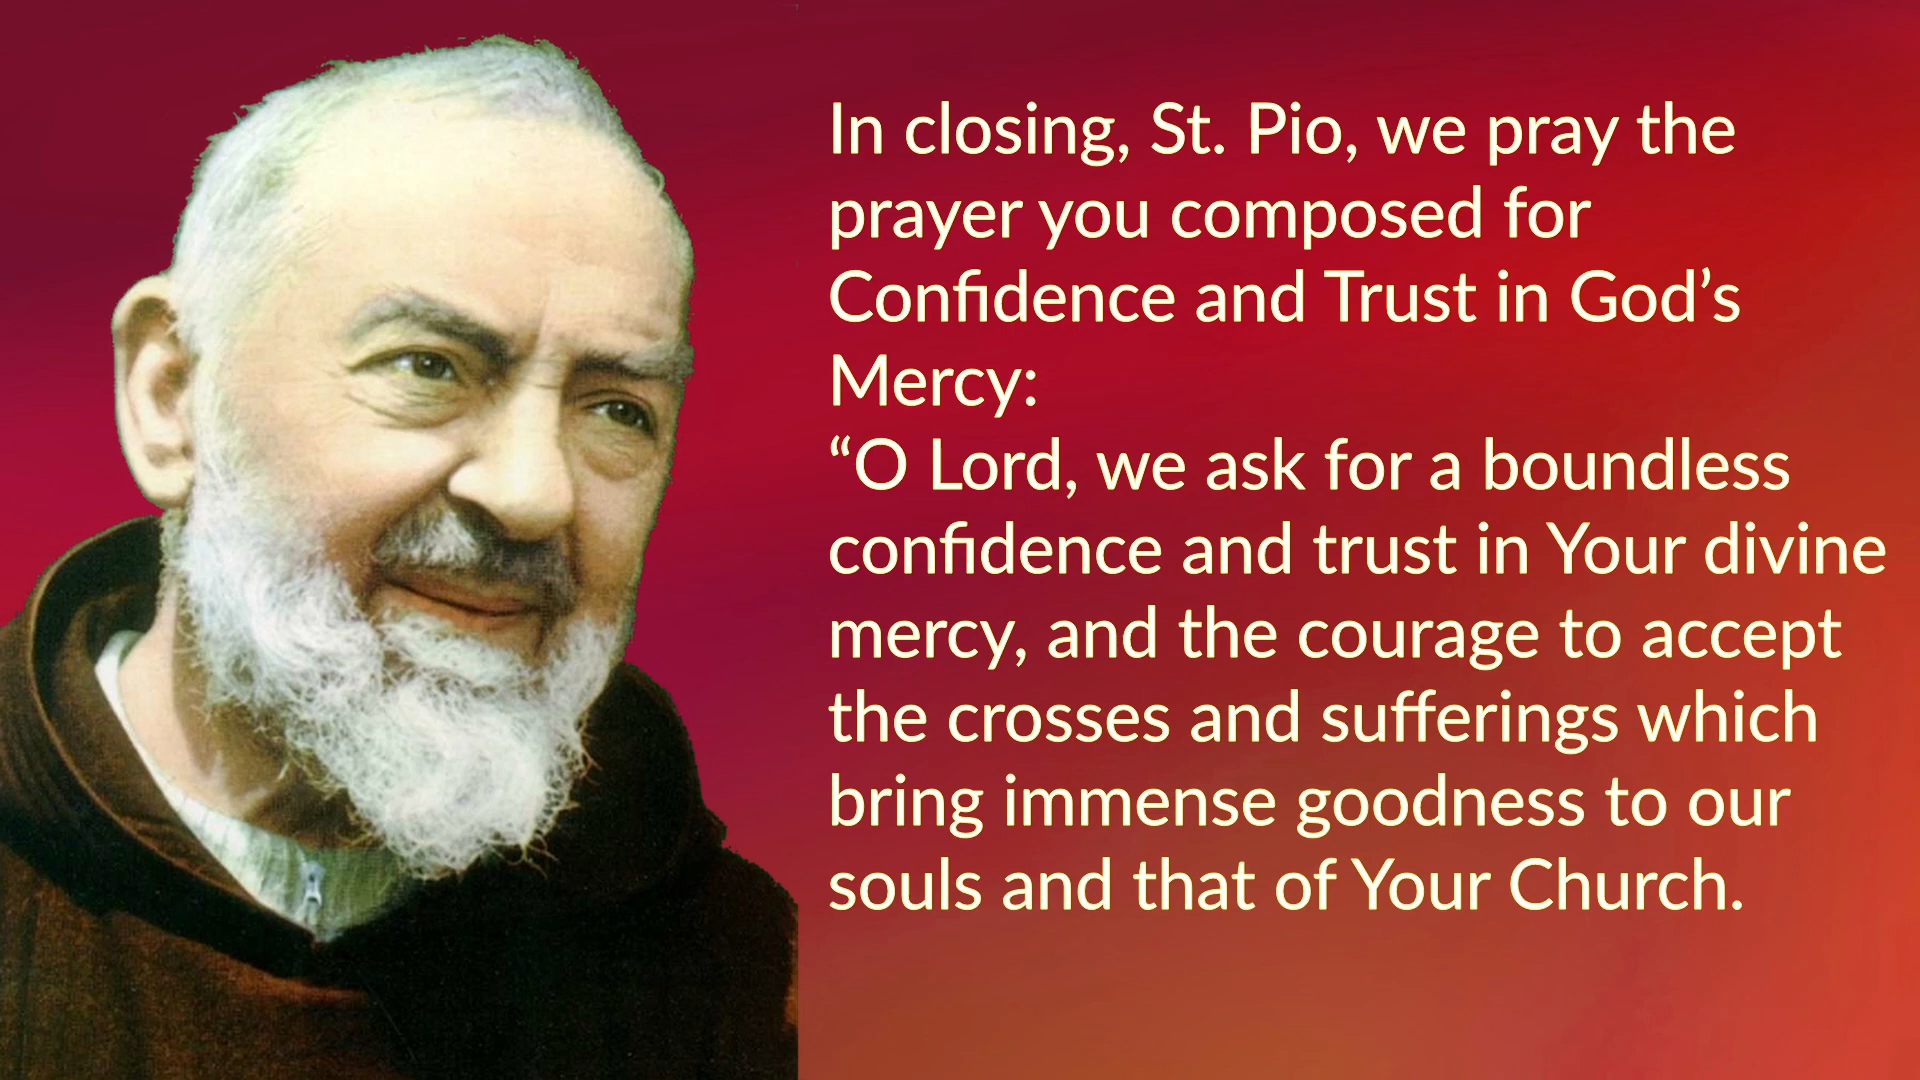 In closing, St. Pio, we pray the
prayer you composed for
Confidence and Trust in God’s
Mercy:
“O Lord, we ask for a boundless
confidence and trust in Your divine
mercy, and the courage to accept
the crosses and sufferings which
bring immense goodness to our
souls and that of Your Church.